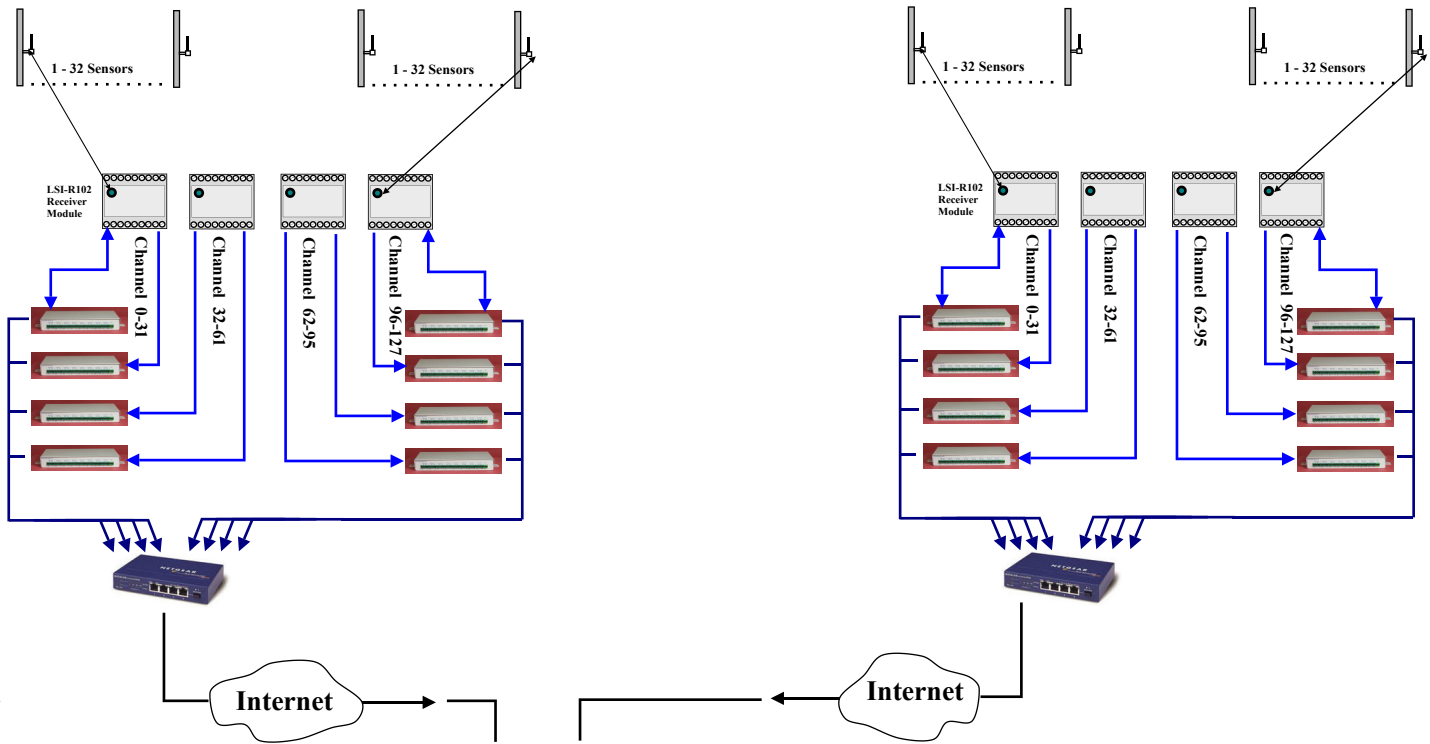 1 - 32 Sensors
1 - 32 Sensors
1 - 32 Sensors
1 - 32 Sensors
LSI-R102
Receiver
Module
Channel 0-31
Channel 32-61
Channel 62-95
Channel 96-127
LSI-R102
Receiver
Module
Channel 0-31
Channel 32-61
Channel 62-95
Channel 96-127
NETGEAR
NETGEAR
Internet
Internet